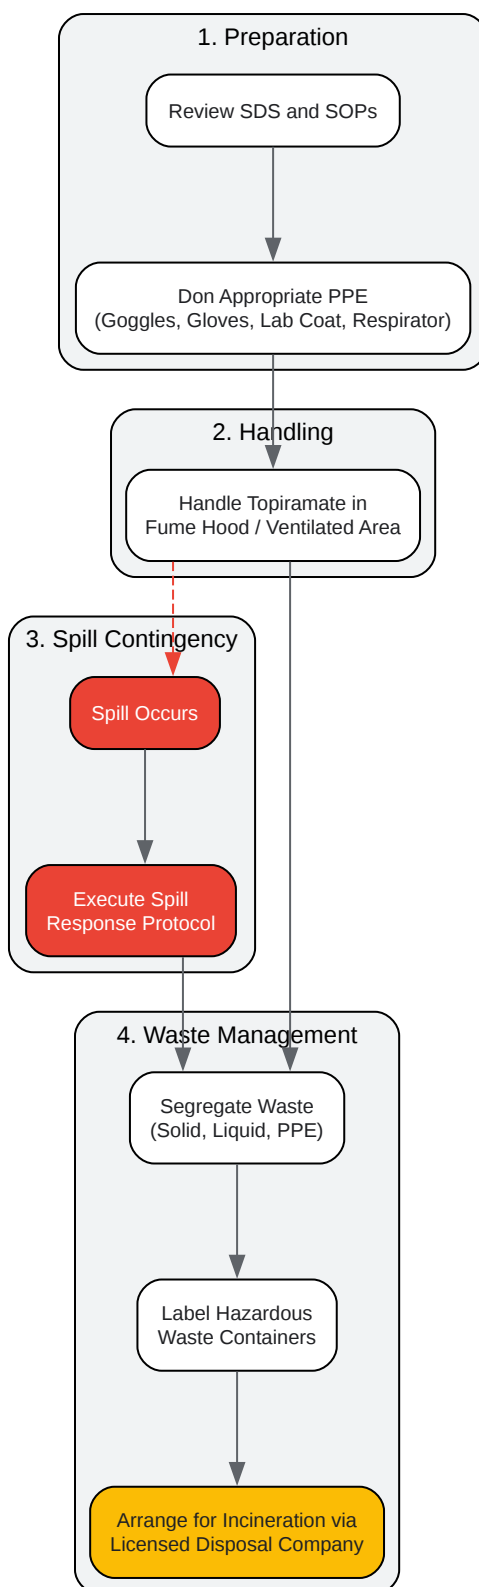 1. Preparation
Review SDS and SOPs
Don Appropriate PPE
(Goggles, Gloves, Lab Coat, Respirator)
2. Handling
Handle Topiramate in
Fume Hood / Ventilated Area
3. Spill Contingency
Spill Occurs
Execute Spill
Response Protocol
4. Waste Management
Segregate Waste
(Solid, Liquid, PPE)
Label Hazardous
Waste Containers
Arrange for Incineration via
Licensed Disposal Company